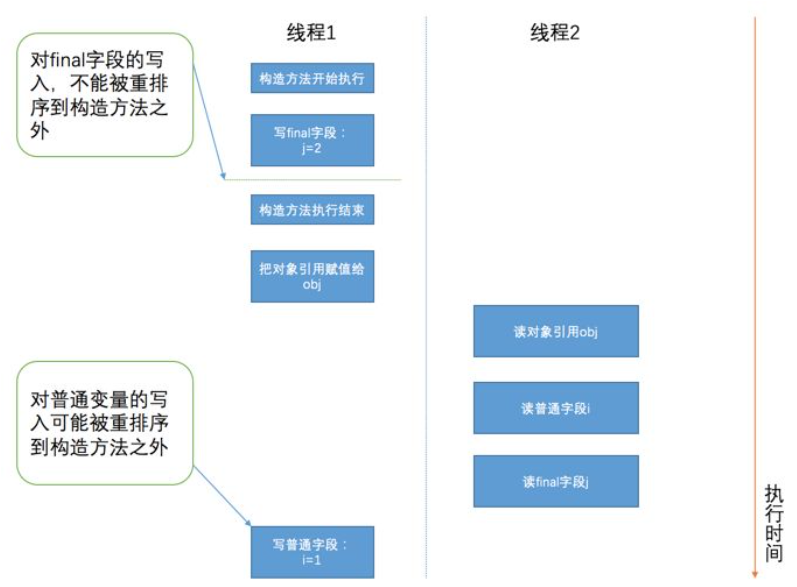 线程1
线程2
对final字段的写
入，不能被重排
序到构造方法之
外
构造方法开始执行
写final字段：
j=2
构造方法执行结束
把对象引用赋值给
obj
读对象引用obj
对普通变量的写
入可能被重排序
到构造方法之外
读普通字段i
读final字段j
写普通字段：
i=1
执行时间